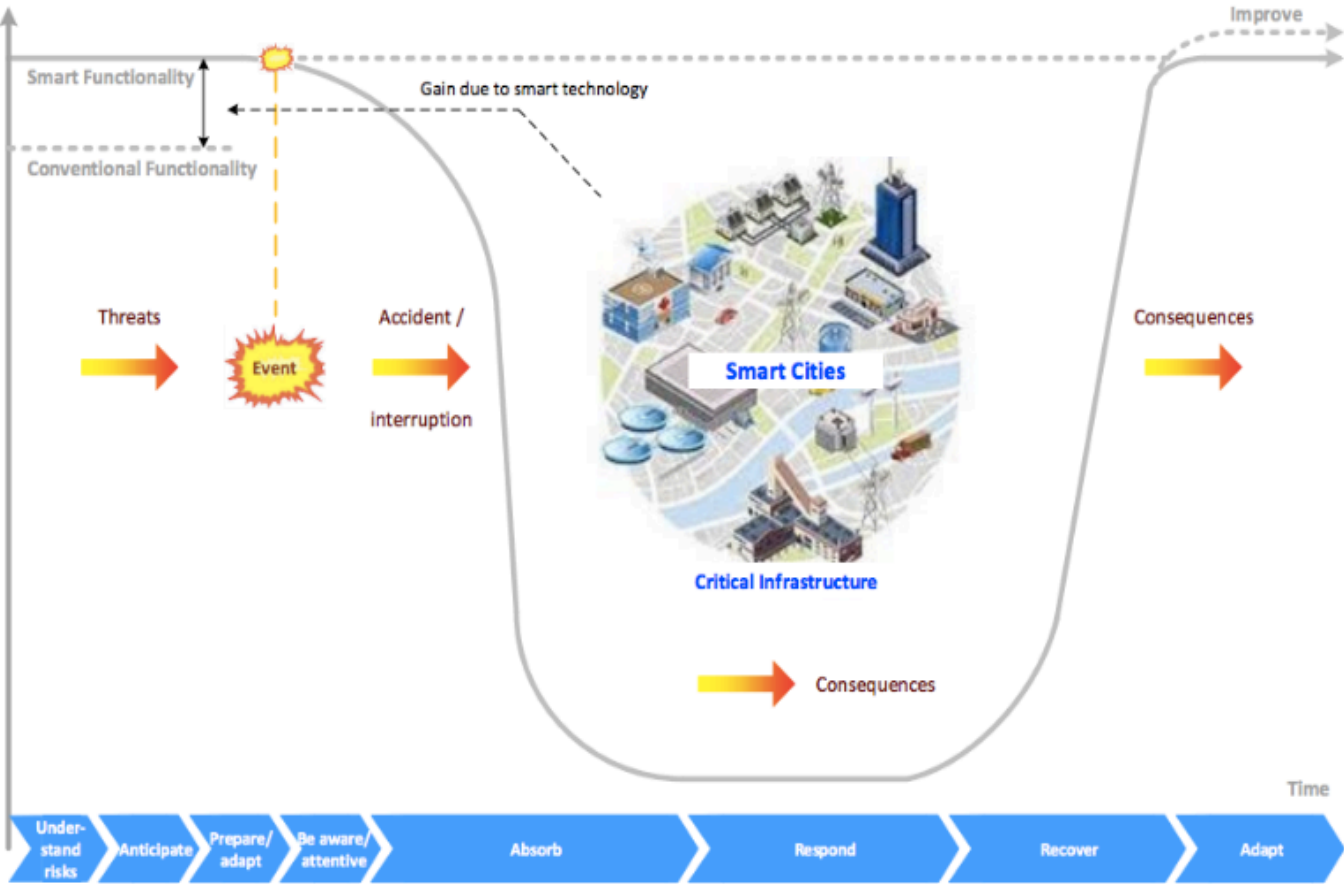 Improve
Smart Functionality
Gain due to smart technology
Conventional Functionality
Threats
Event
Accident /
interruption
Smart Cities
Critical Infrastructure
Consequences
Consequences
Time
Under-
stand
risks
Anticipate
Prepare/
adapt
Be aware/
attentive
Absorb
Respond
Recover
Adapt